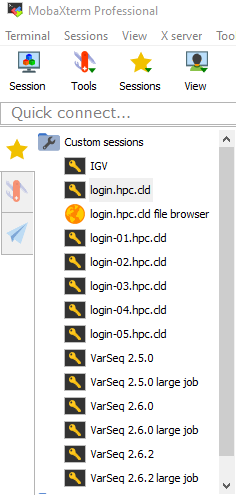 MobaXterm Professional
Terminal Sessions View X server
Session Tools Sessions View
Quick connect...
Custom sessions
IGV
login.hpc.cld
login.hpc.cld file browser
login-01.hpc.cld
login-02.hpc.cld
login-03.hpc.cld
login-04.hpc.cld
login-05.hpc.cld
VarSeq 2.5.0
VarSeq 2.5.0 large job
VarSeq 2.6.0
VarSeq 2.6.0 large job
VarSeq 2.6.2
VarSeq 2.6.2 large job